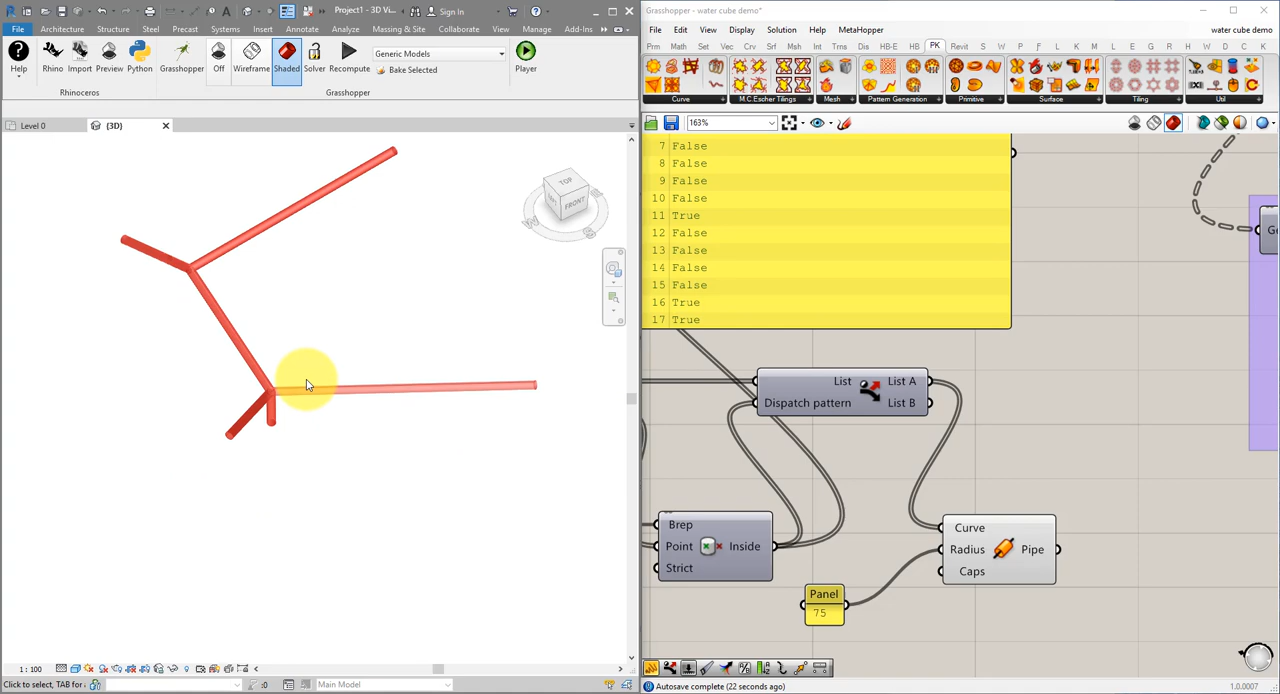 Project1 - 3D Vi...
Sign In
File Architecture Structure Steel Precast Systems Insert Annotate Analyze Massing & Site Collaborate View Manage Add-Ins
Help Rhino Import Preview Python Grasshopper Off Wireframe Shaded Solver Recompute
Generic Models
Bake Selected
Player
Rhinoceros Grasshopper
Level 0 {3D}
TOP
FRONT
1 : 100
Click to select, TAB for
:0
Main Model
Grasshopper - water cube demo*
File Edit View Display Solution Help MetaHopper
water cube demo*
Prm Math Set Vec Crv Srf Msh Int Trns Dis HB-E HB PK Revit S W P F L E G R H W D C E K M
Curve M.C.Escher Tilings Mesh Pattern Generation Primitive Surface Tiling Util
163%
7 False
8 False
9 False
10 False
11 True
12 False
13 False
14 False
15 False
16 True
17 True
List List A
Dispatch pattern List B
Brep
Point Inside
Strict
Curve
Radius Pipe
Caps
Panel
75
Autosave complete (22 seconds ago)
1.0.0007